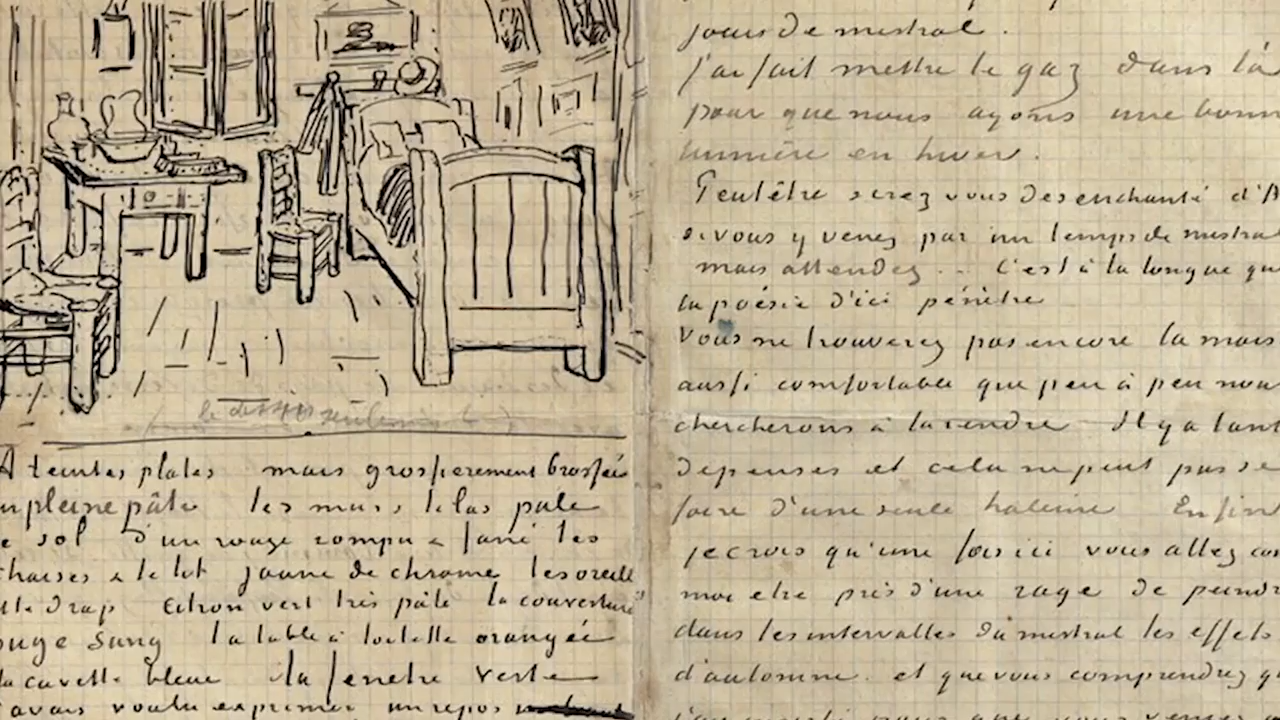 A teintes plates mais grossierement brossées
en pleine pâte les murs lilas pale
le sol d'un rouge rompu & fané les
chaises & le lit jaune de chrome les oreill
et le drap citron vert très pâle la couverture
rouge sang la table à toilette orangée
la cuvette bleue la fenetre verte
j'avais voulu exprimer un repos
jours de mistral.
J'ai fait mettre le gaz dans l'a
pour que nous ayons une bonn
lumière en hiver.
Peutêtre serez vous desenchanté d'A
si vous y venez par un temps de mistral
mais attendez... C'est à la longue que
la poésie d'ici pénètre
Vous ne trouverez pas encore la mais
aussi comfortable que peu à peu nous
chercherons à la rendre Il y a tant
depenses et cela ne peut pas se
faire d'une seule haleine Enfin
je crois qu'une fois ici vous allez com
moi etre pris d'une rage de peindre
dans les intervalles du mistral les effets
d'automne. et que vous comprendrez qu